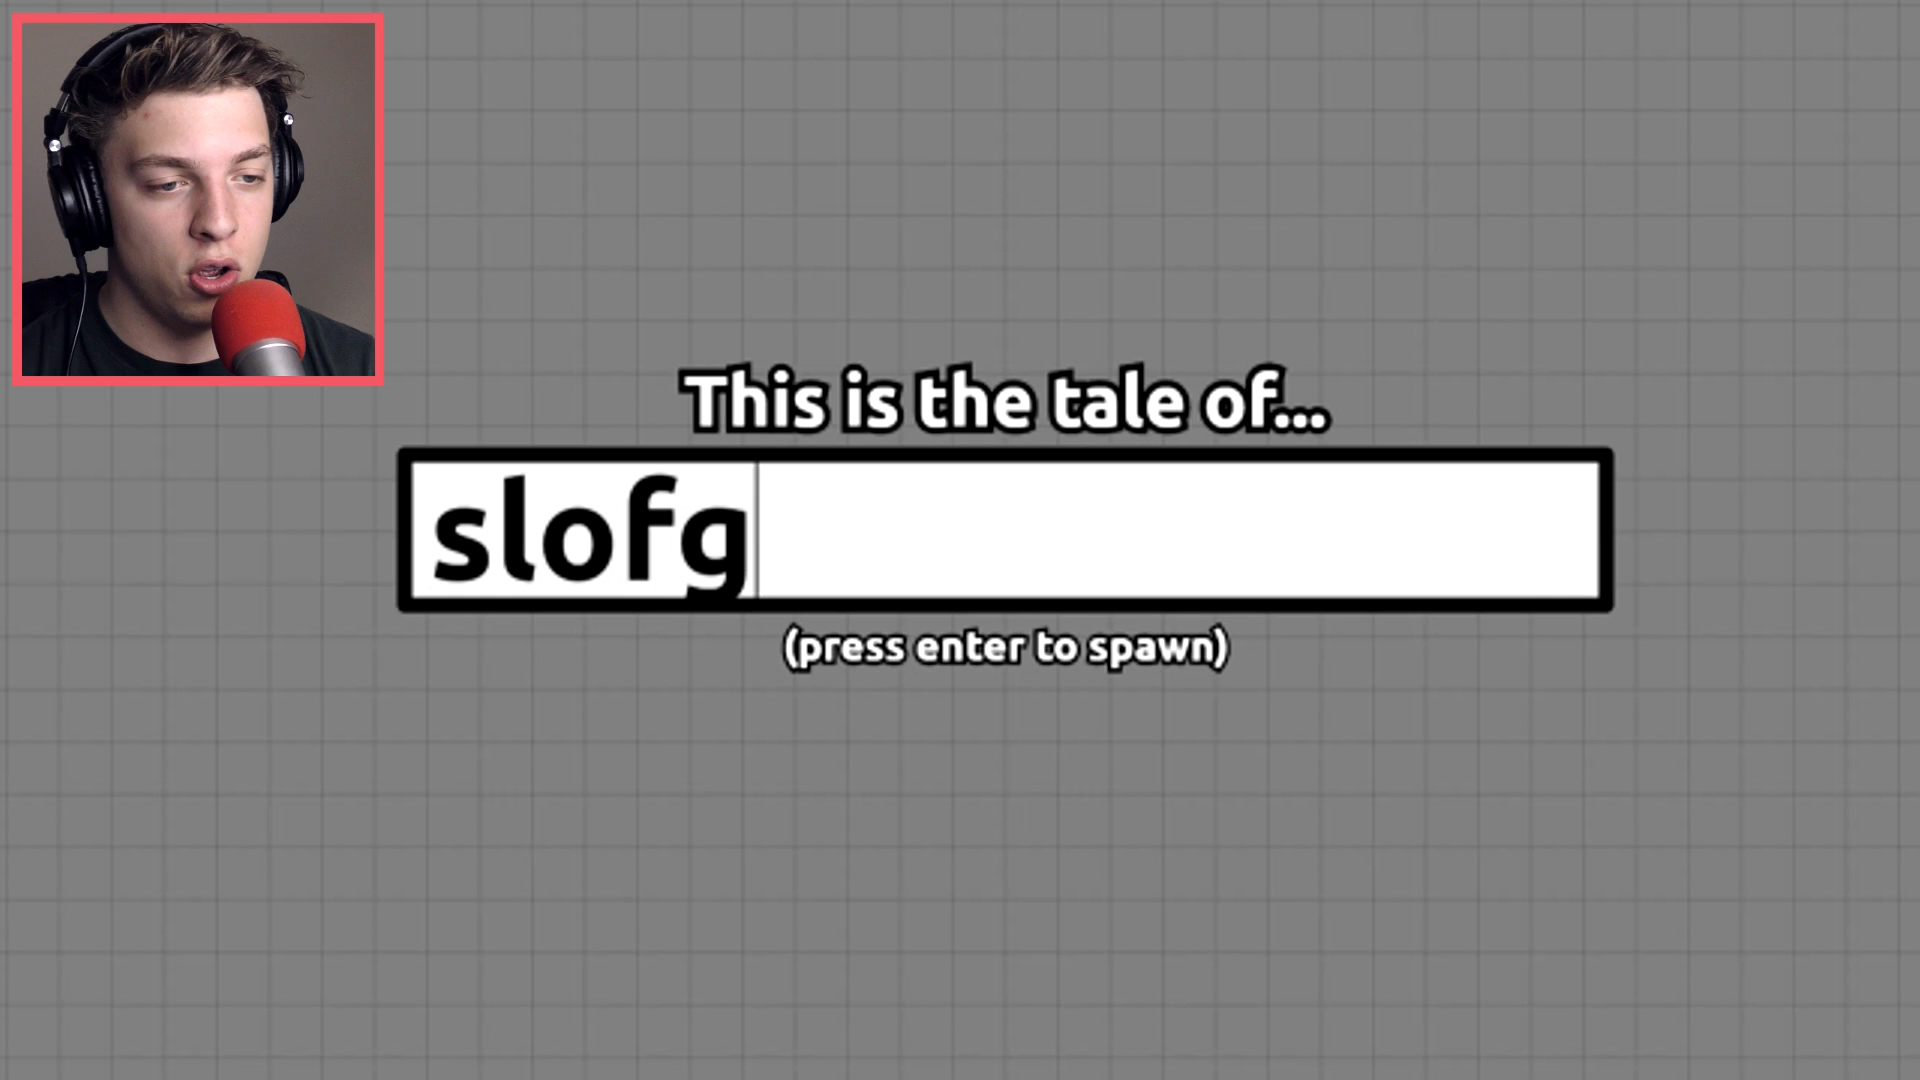 This is the tale of...
slofg
(press enter to spawn)